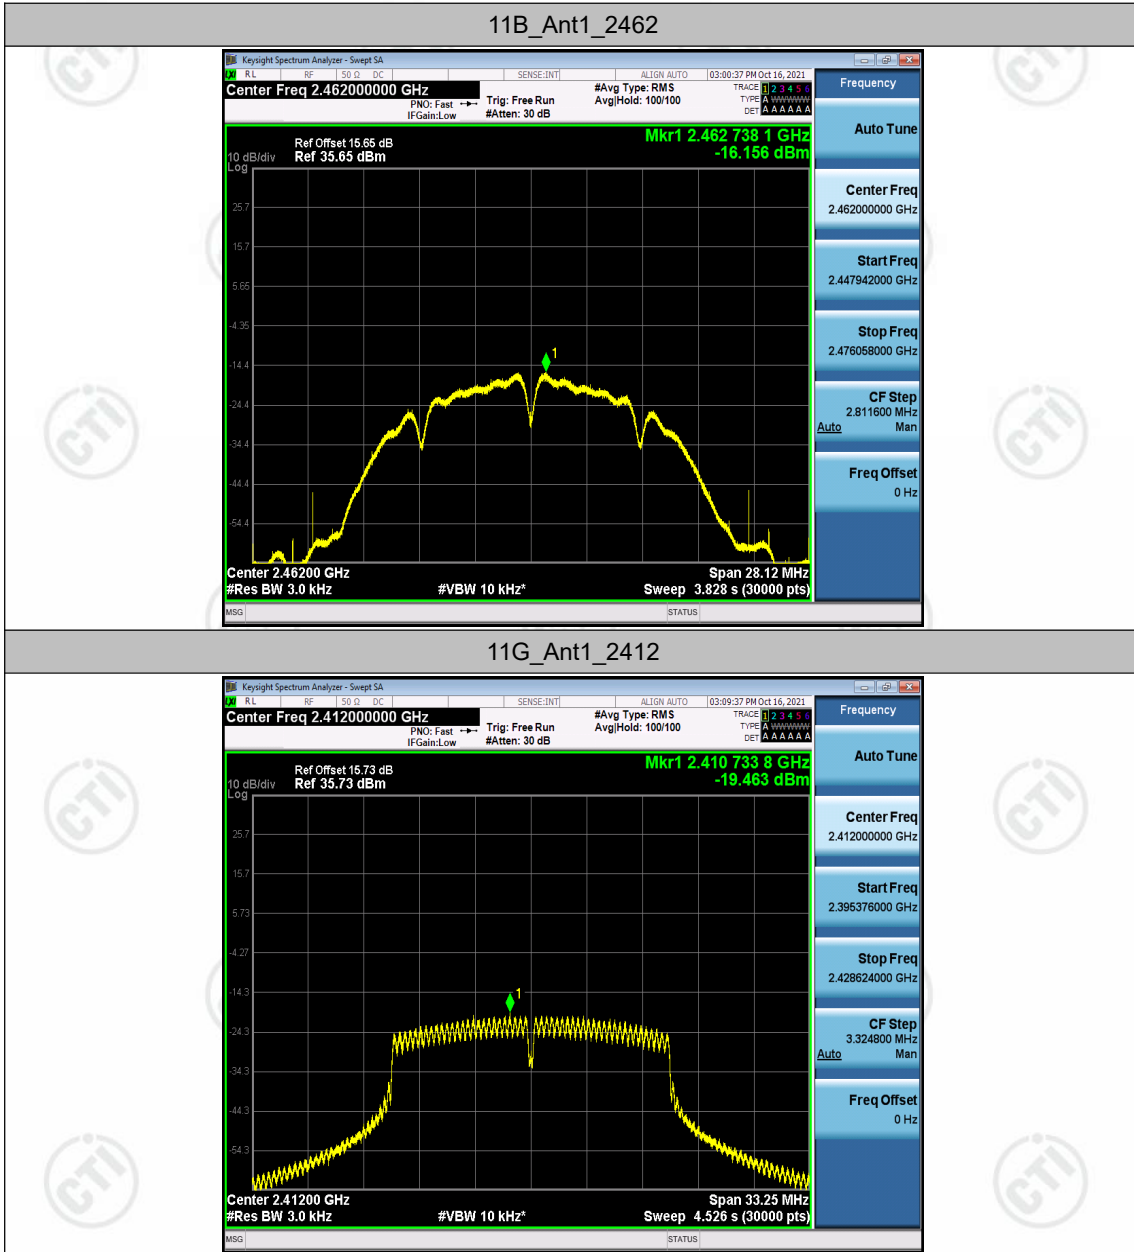 11B_Ant1_2462
Keysight Spectrum Analyzer - Swept SA
LXI RL RF 50 Ω DC SENSE:INT ALIGN AUTO 03:00:37 PM Oct 16, 2021
Center Freq 2.462000000 GHz
PNO: Fast
IFGain:Low
Trig: Free Run
#Atten: 30 dB
#Avg Type: RMS
Avg|Hold: 100/100
TRACE 1 2 3 4 5 6
TYPE A WWWWW
DET A A A A A A
Mkr1 2.462 738 1 GHz
-16.156 dBm
Ref Offset 15.65 dB
10 dB/div Ref 35.65 dBm
Log
25.7
15.7
5.65
-4.35
-14.4
-24.4
-34.4
-44.4
-54.4
1
Center 2.46200 GHz Span 28.12 MHz
#Res BW 3.0 kHz #VBW 10 kHz* Sweep 3.828 s (30000 pts)
MSG STATUS
Frequency
Auto Tune
Center Freq
2.462000000 GHz
Start Freq
2.447942000 GHz
Stop Freq
2.476058000 GHz
CF Step
2.811600 MHz
Auto Man
Freq Offset
0 Hz
11G_Ant1_2412
Keysight Spectrum Analyzer - Swept SA
LXI RL RF 50 Ω DC SENSE:INT ALIGN AUTO 03:09:37 PM Oct 16, 2021
Center Freq 2.412000000 GHz
PNO: Fast
IFGain:Low
Trig: Free Run
#Atten: 30 dB
#Avg Type: RMS
Avg|Hold: 100/100
TRACE 1 2 3 4 5 6
TYPE A WWWWW
DET A A A A A A
Mkr1 2.410 733 8 GHz
-19.463 dBm
Ref Offset 15.73 dB
10 dB/div Ref 35.73 dBm
Log
25.7
15.7
5.73
-4.27
-14.3
-24.3
-34.3
-44.3
-54.3
1
Center 2.41200 GHz Span 33.25 MHz
#Res BW 3.0 kHz #VBW 10 kHz* Sweep 4.526 s (30000 pts)
MSG STATUS
Frequency
Auto Tune
Center Freq
2.412000000 GHz
Start Freq
2.395376000 GHz
Stop Freq
2.428624000 GHz
CF Step
3.324800 MHz
Auto Man
Freq Offset
0 Hz
CTI
CTI
CTI
CTI
CTI
CTI
CTI
CTI